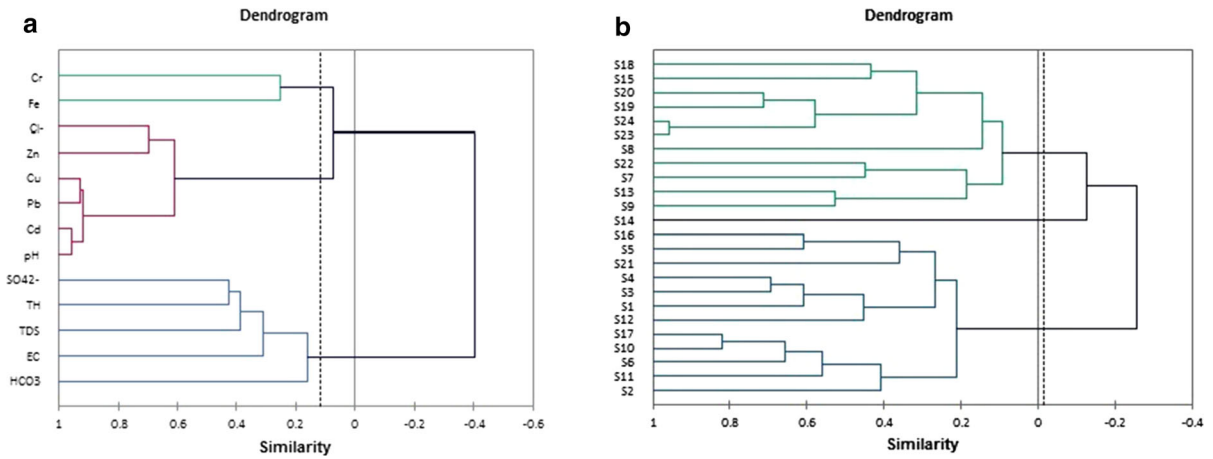 a
Dendrogram
Cr
Fe
Cl-
Zn
Cu
Pb
Cd
pH
SO42-
TH
TDS
EC
HCO3
1 0.8 0.6 0.4 0.2 0 -0.2 -0.4 -0.6
Similarity
b
Dendrogram
S18
S15
S20
S19
S24
S23
S8
S22
S7
S13
S9
S14
S16
S5
S21
S4
S3
S1
S12
S17
S10
S6
S11
S2
1 0.8 0.6 0.4 0.2 0 -0.2 -0.4
Similarity